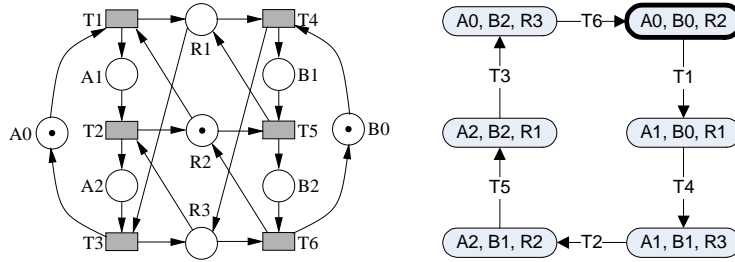 T1
R1
T4
A1
B1
A0
T2
R2
T5
B0
A2
R3
B2
T3
T6
A0, B2, R3
T6
A0, B0, R2
T3
T1
A2, B2, R1
A1, B0, R1
T5
T4
A2, B1, R2
T2
A1, B1, R3